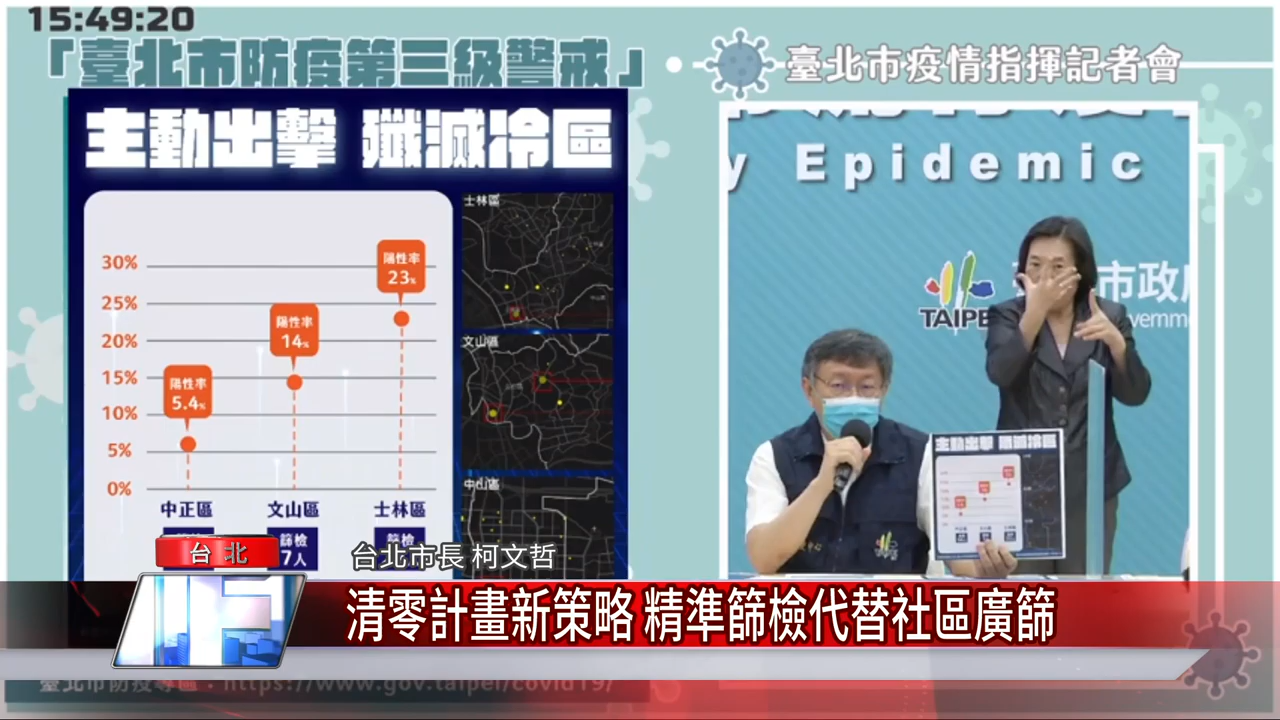 15:49:20
「臺北市防疫第三級警戒」
臺北市疫情指揮記者會
主動出擊 殲滅冷區
y Epidemic
士林區
30%
陽性率
23%
25%
陽性率
14%
20%
文山區
15%
陽性率
5.4%
10%
5%
0%
中正區
文山區
士林區
中山區
篩檢
7人
篩檢
市政府
TAIPE
vernme
主動出擊 殲滅冷區
台北
台北市長 柯文哲
清零計畫新策略 精準篩檢代替社區廣篩
臺北市防疫專區：https://www.gov.taipei/covid19/